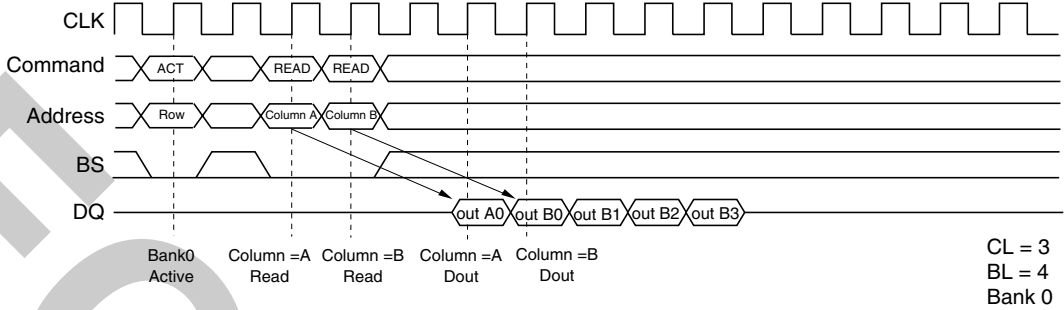 CLK
Command ACT READ READ
Address Row Column A Column B
BS
DQ out A0 out B0 out B1 out B2 out B3
Bank0 Column =A Column =B Column =A Column =B
Active Read Read Dout Dout
CL = 3
BL = 4
Bank 0